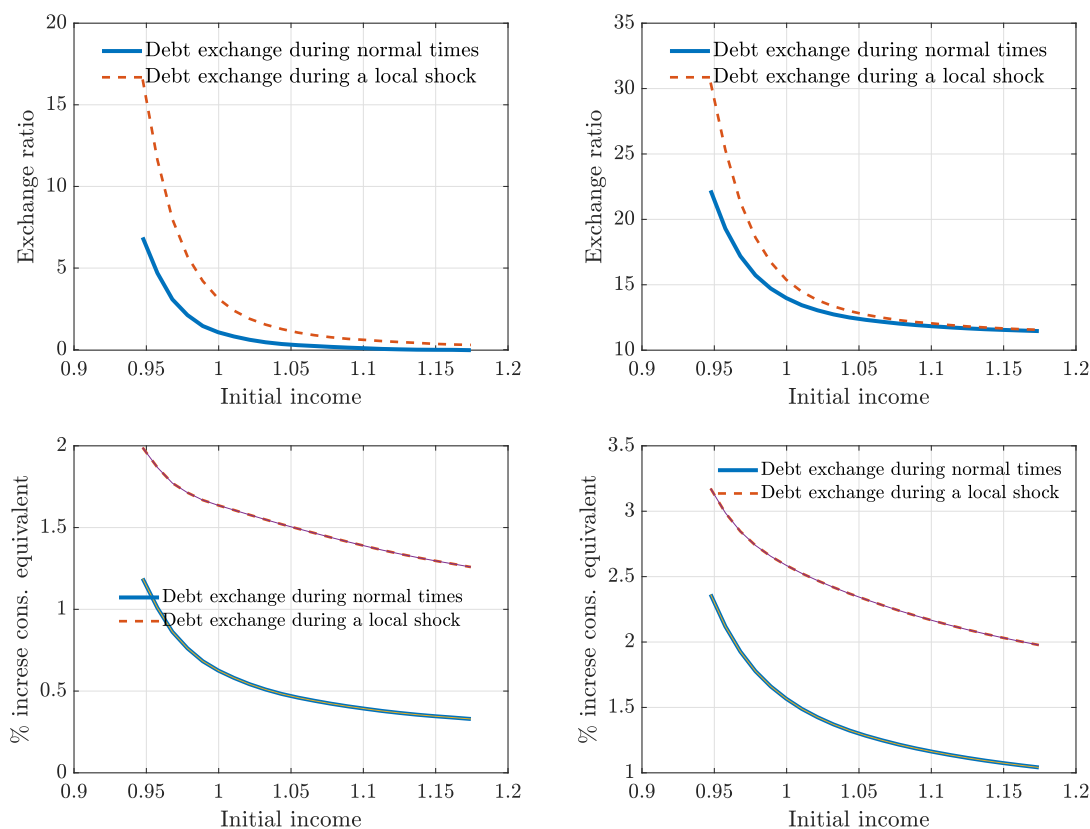 20
15
10
5
0
Exchange ratio
Debt exchange during normal times
Debt exchange during a local shock
0.9 0.95 1 1.05 1.1 1.15 1.2
Initial income
35
30
25
20
15
10
Exchange ratio
Debt exchange during normal times
Debt exchange during a local shock
0.9 0.95 1 1.05 1.1 1.15 1.2
Initial income
2
1.5
1
0.5
0
% increse cons. equivalent
Debt exchange during normal times
Debt exchange during a local shock
0.9 0.95 1 1.05 1.1 1.15 1.2
Initial income
3.5
3
2.5
2
1.5
1
% increse cons. equivalent
Debt exchange during normal times
Debt exchange during a local shock
0.9 0.95 1 1.05 1.1 1.15 1.2
Initial income